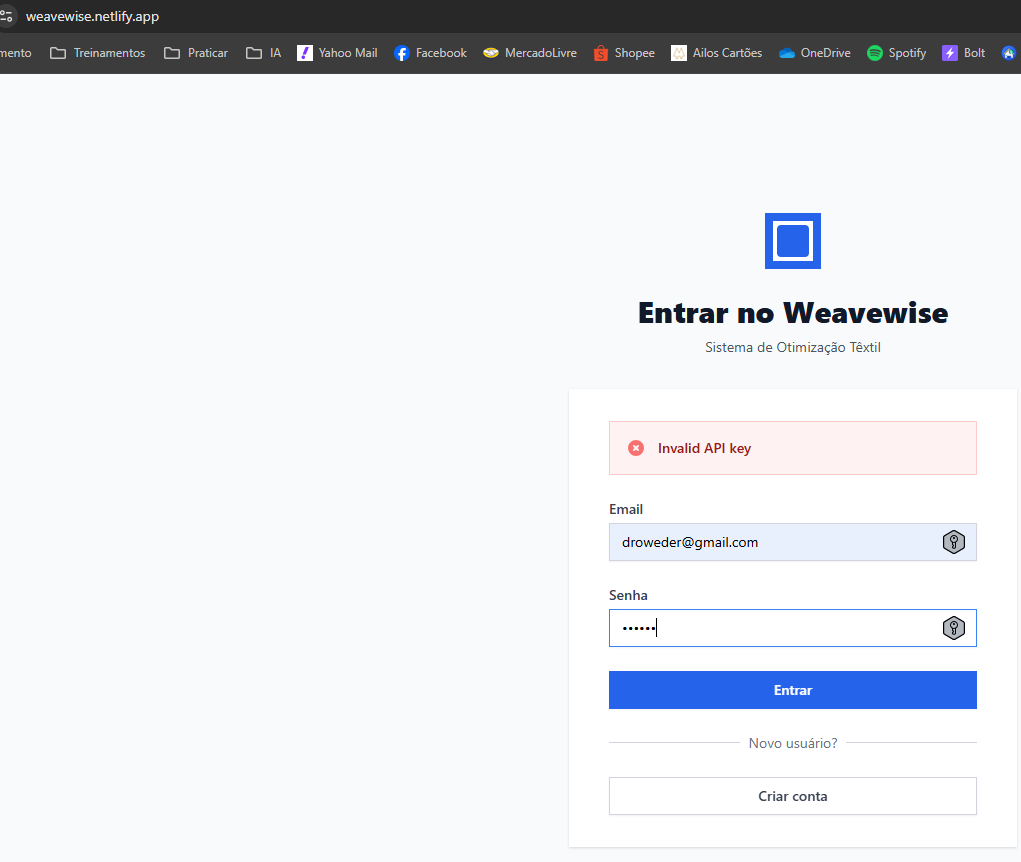 weavewise.netlify.app
mento Treinamentos Praticar IA Yahoo Mail Facebook MercadoLivre Shopee Ailos Cartões OneDrive Spotify Bolt
Entrar no Weavewise
Sistema de Otimização Têxtil
Invalid API key
Email
droweder@gmail.com
Senha
••••••
Entrar
Novo usuário?
Criar conta